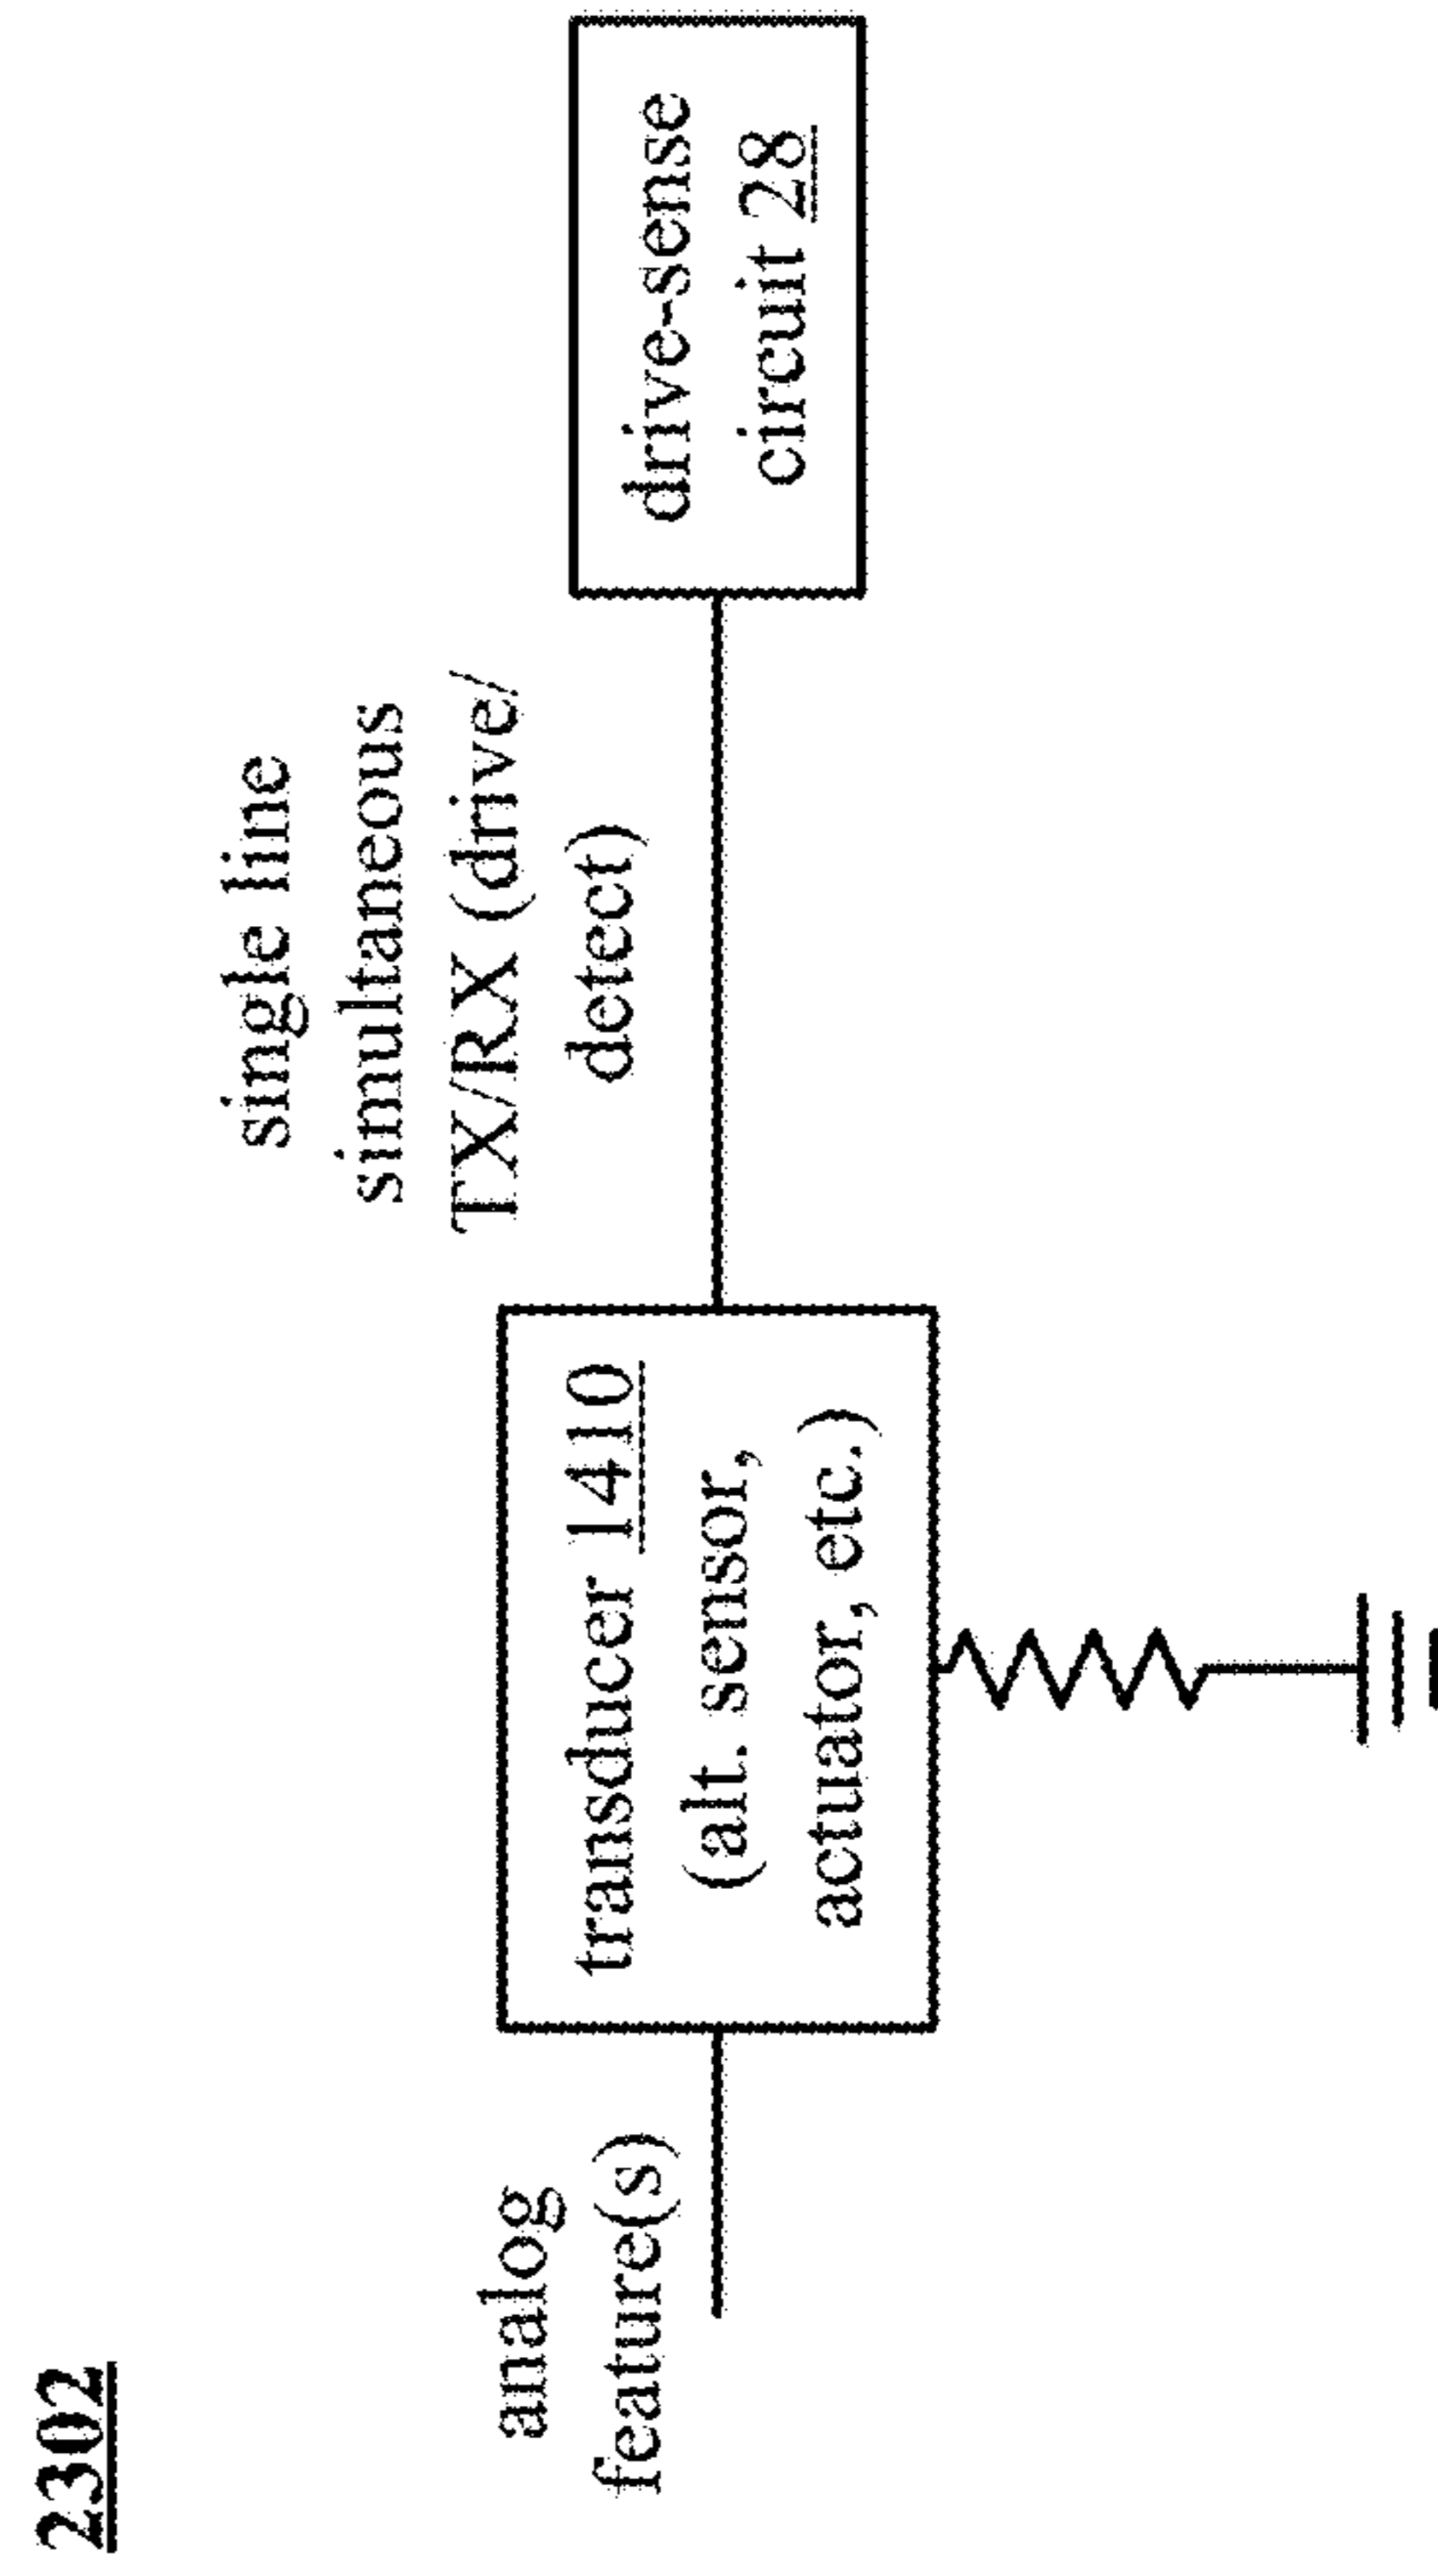 2302
analog
feature(s)
transducer 1410
(alt. sensor,
actuator, etc.)
single line
simultaneous
TX/RX (drive/
detect)
drive-sense
circuit 28